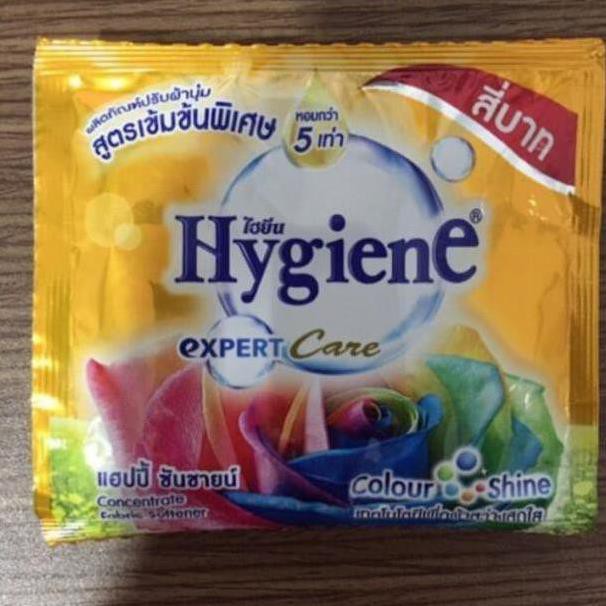 ผลิตภัณฑ์ปรับผ้านุ่ม
สูตรเข้มข้นพิเศษ
หอมกว่า
5 เท่า
สี่บาท
ไฮยีน
Hygiene®
EXPERT Care
แฮปปี้ ซันชายน์
Concentrate
Fabric Softener
Colour Shine